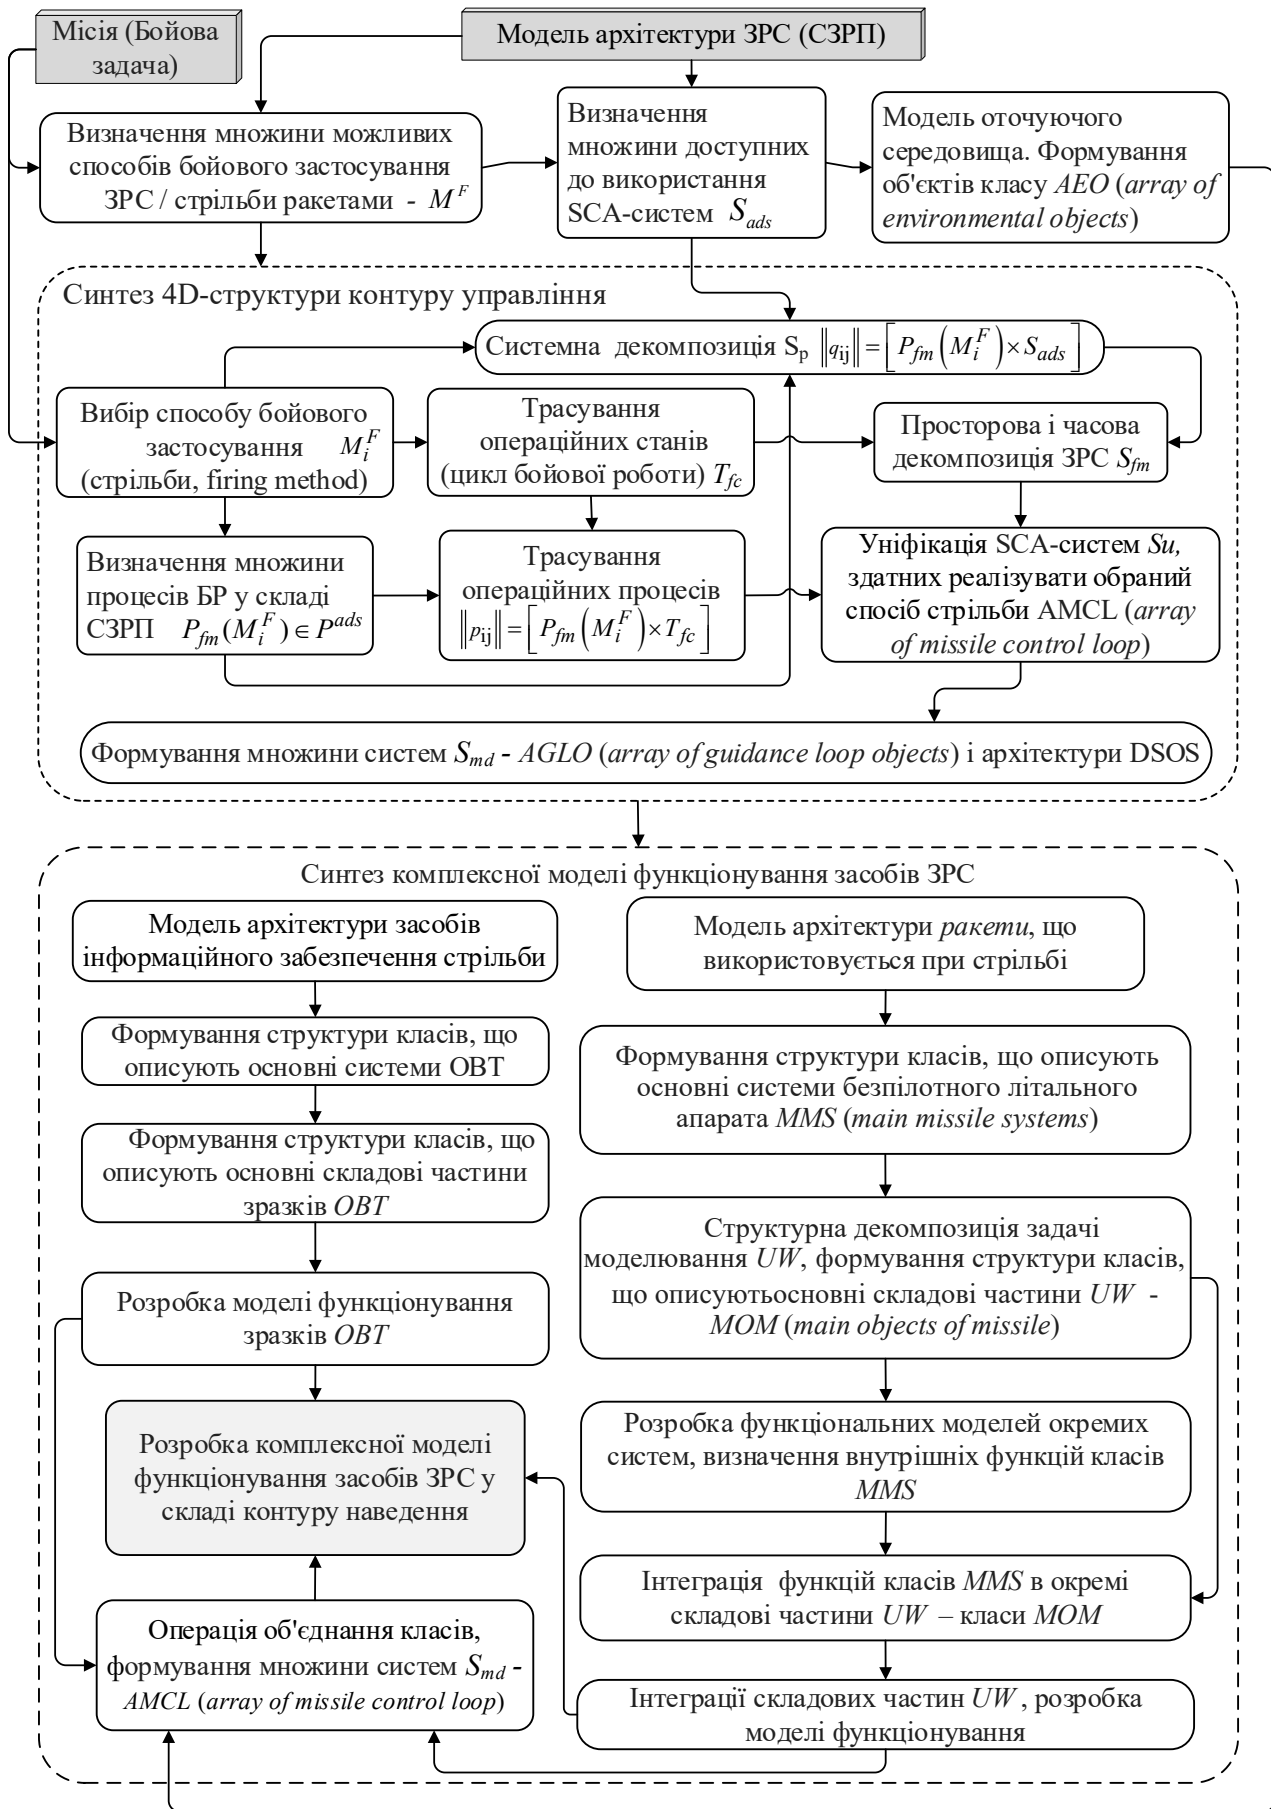 Місія (Бойова
задача)
Модель архітектури ЗРС (СЗРП)
Визначення множини можливих
способів бойового застосування
ЗРС / стрільби ракетами - M^F
Визначення
множини доступних
до використання
SCA-систем S_ads
Модель оточуючого
середовища. Формування
об'єктів класу AEO (array of
environmental objects)
Синтез 4D-структури контуру управління
Системна декомпозиція S_p ‖q_ij‖ = [P_fm(M_i^F) × S_ads]
Вибір способу бойового
застосування M_i^F
(стрільби, firing method)
Трасування
операційних станів
(цикл бойової роботи) T_fc
Просторова і часова
декомпозиція ЗРС S_fm
Визначення множини
процесів БР у складі
СЗРП P_fm(M_i^F) ∈ P^ads
Трасування
операційних процесів
‖p_ij‖ = [P_fm(M_i^F) × T_fc]
Уніфікація SCA-систем Su,
здатних реалізувати обраний
спосіб стрільби AMCL (array
of missile control loop)
Формування множини систем S_md - AGLO (array of guidance loop objects) і архітектури DSOS
Синтез комплексної моделі функціонування засобів ЗРС
Модель архітектури засобів
інформаційного забезпечення стрільби
Формування структури класів, що
описують основні системи ОВТ
Формування структури класів, що
описують основні складові частини
зразків ОВТ
Розробка моделі функціонування
зразків ОВТ
Розробка комплексної моделі
функціонування засобів ЗРС у
складі контуру наведення
Операція об'єднання класів,
формування множини систем S_md -
AMCL (array of missile control loop)
Модель архітектури ракети, що
використовується при стрільбі
Формування структури класів, що описують
основні системи безпілотного літального
апарата MMS (main missile systems)
Структурна декомпозиція задачі
моделювання UW, формування структури класів,
що описуютьосновні складові частини UW -
MOM (main objects of missile)
Розробка функціональних моделей окремих
систем, визначення внутрішніх функцій класів
MMS
Інтеграція функцій класів MMS в окремі
складові частини UW – класи MOM
Інтеграції складових частин UW, розробка
моделі функціонування